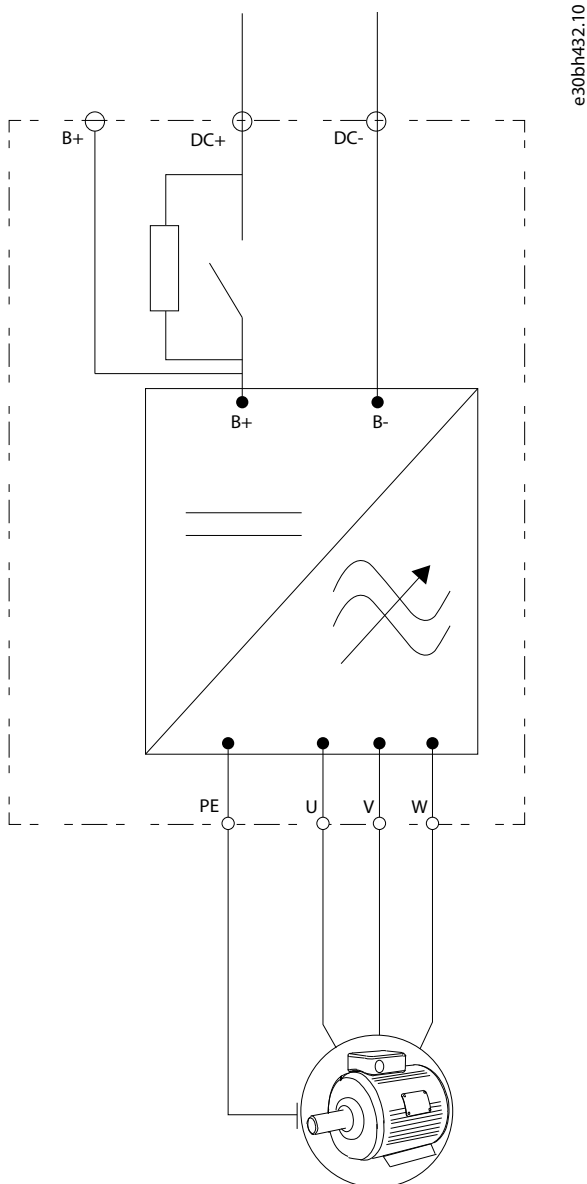 e30bh432.10
B+
DC+
DC-
B+
B-
PE
U
V
W